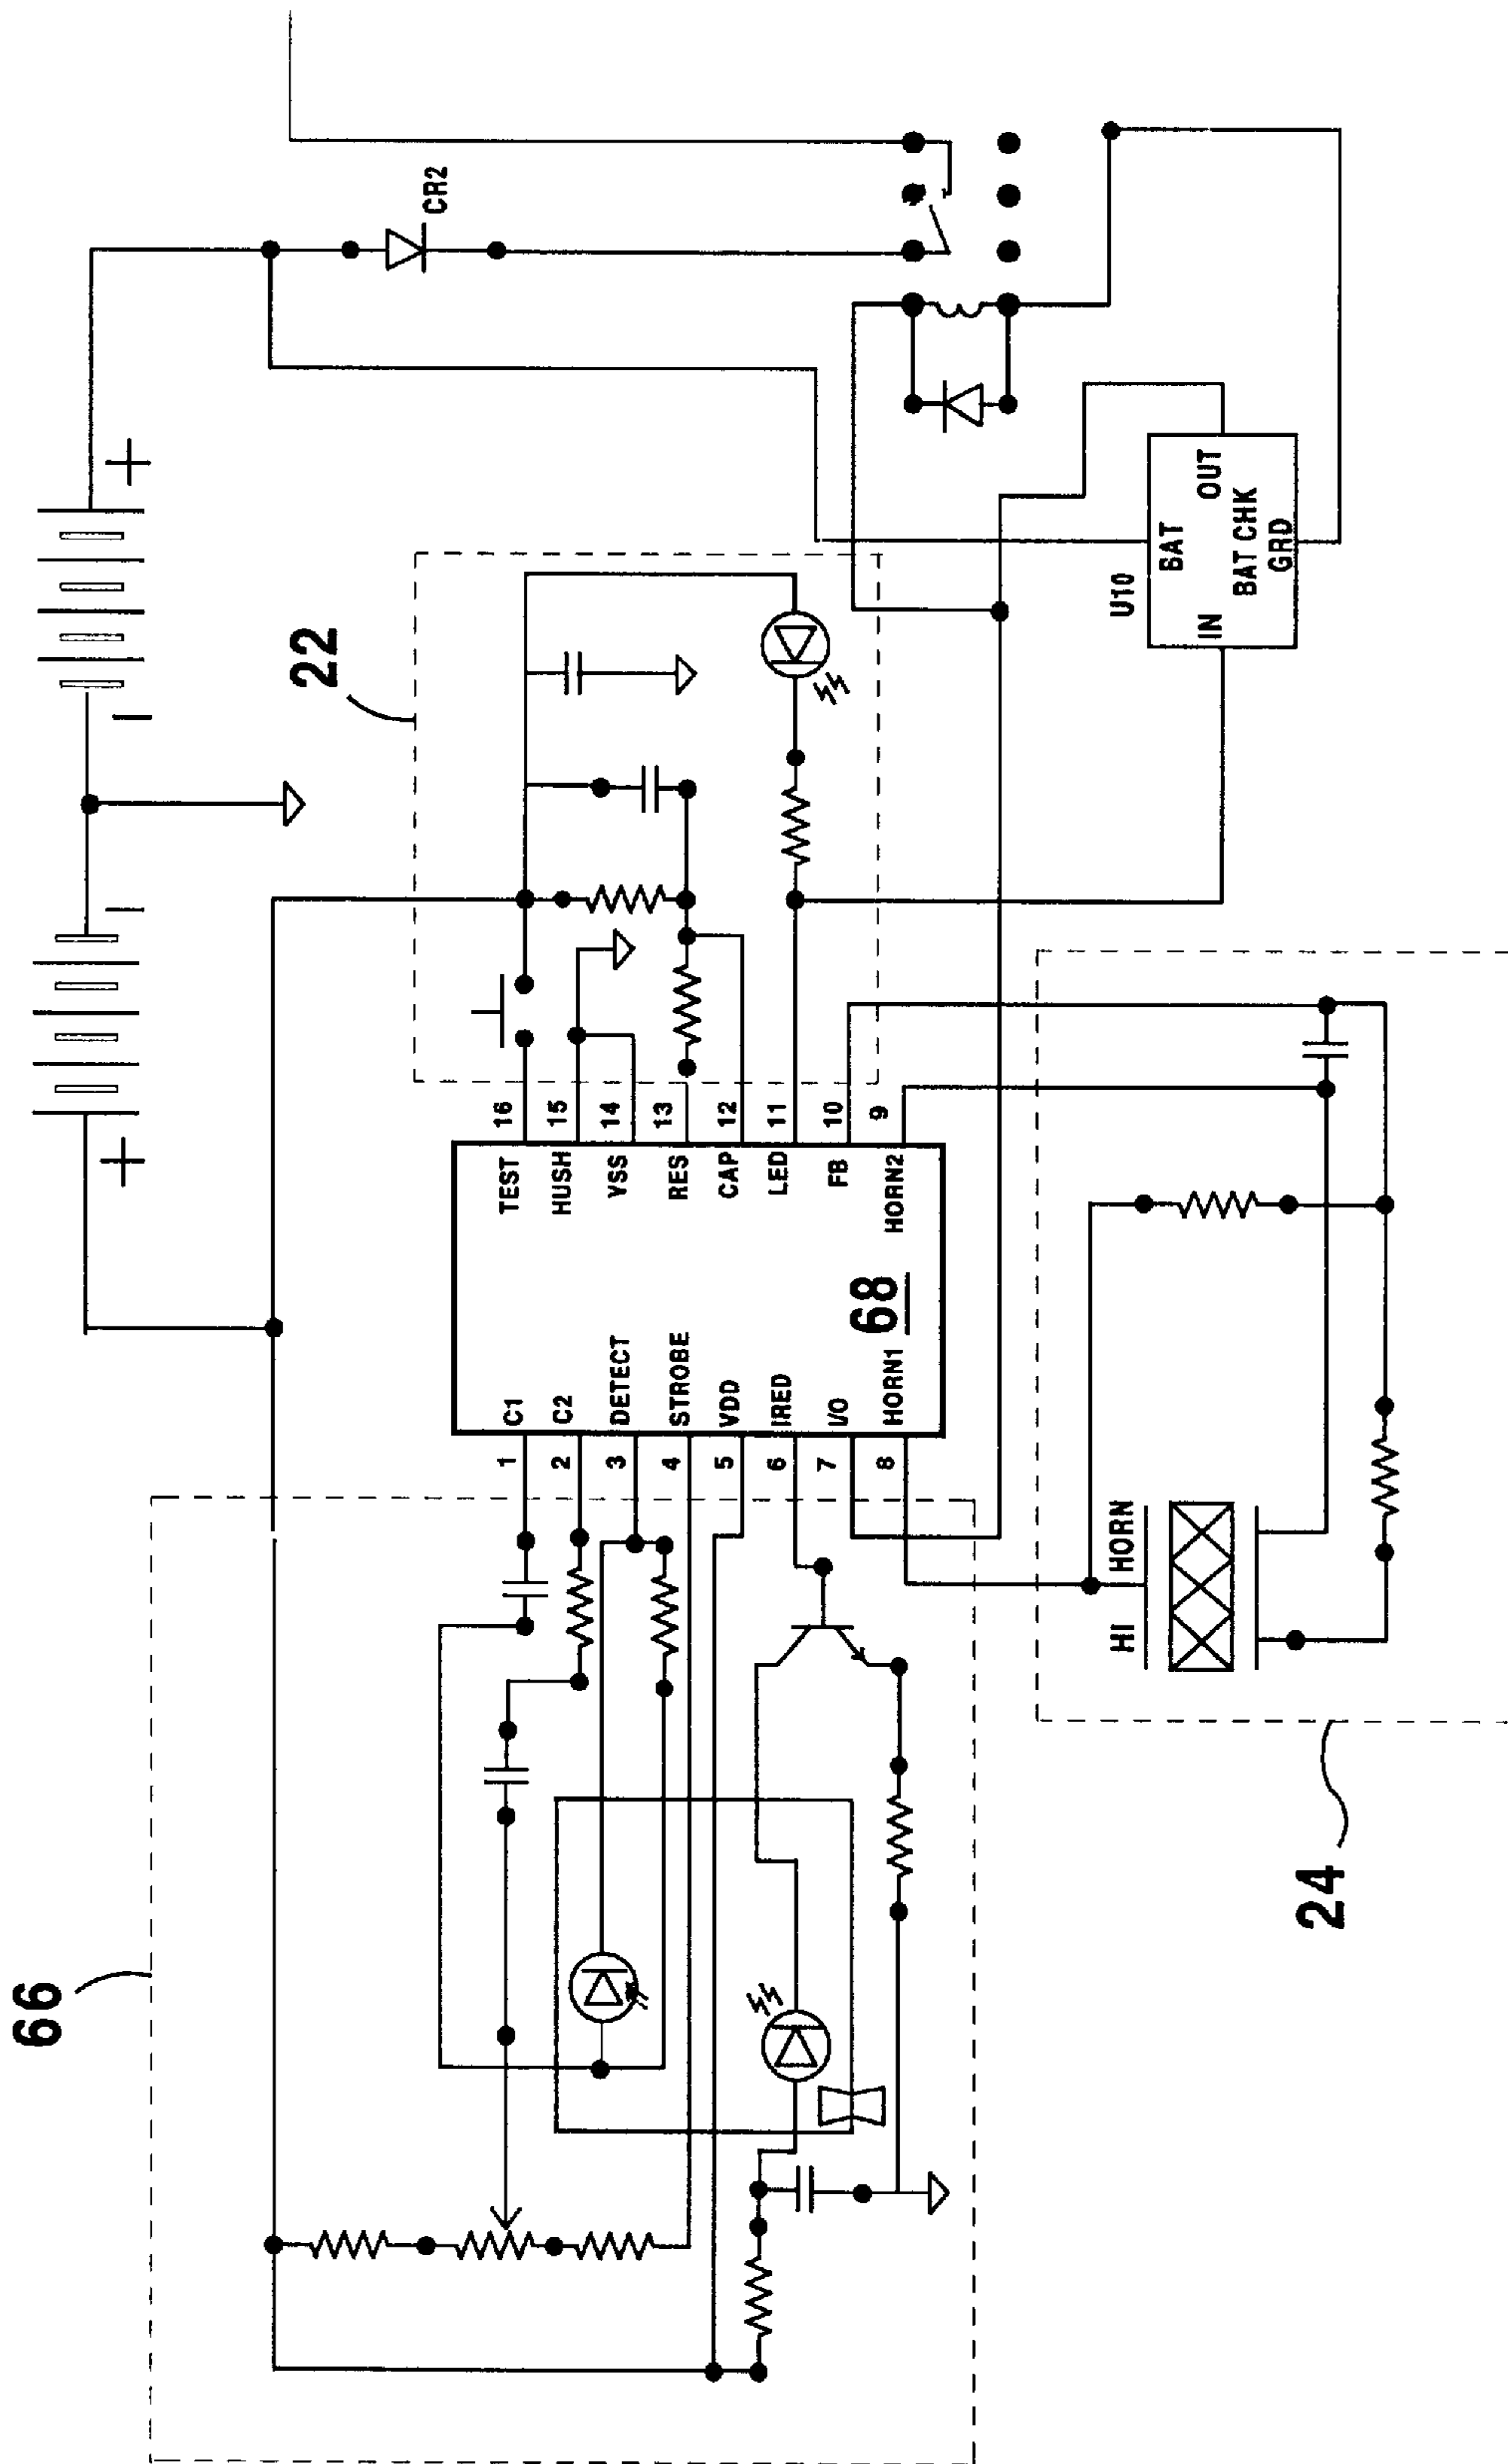 66
22
24
CR2
+
−
−
+
C1
C2
DETECT
STROBE
VDD
IRED
I/O
HORN1
1
2
3
4
5
6
7
8
68
TEST
HUSH
VSS
RES
CAP
LED
FB
HORN2
16
15
14
13
12
11
10
9
U10
BAT
IN
OUT
BAT CHK
GRD
HI HORN